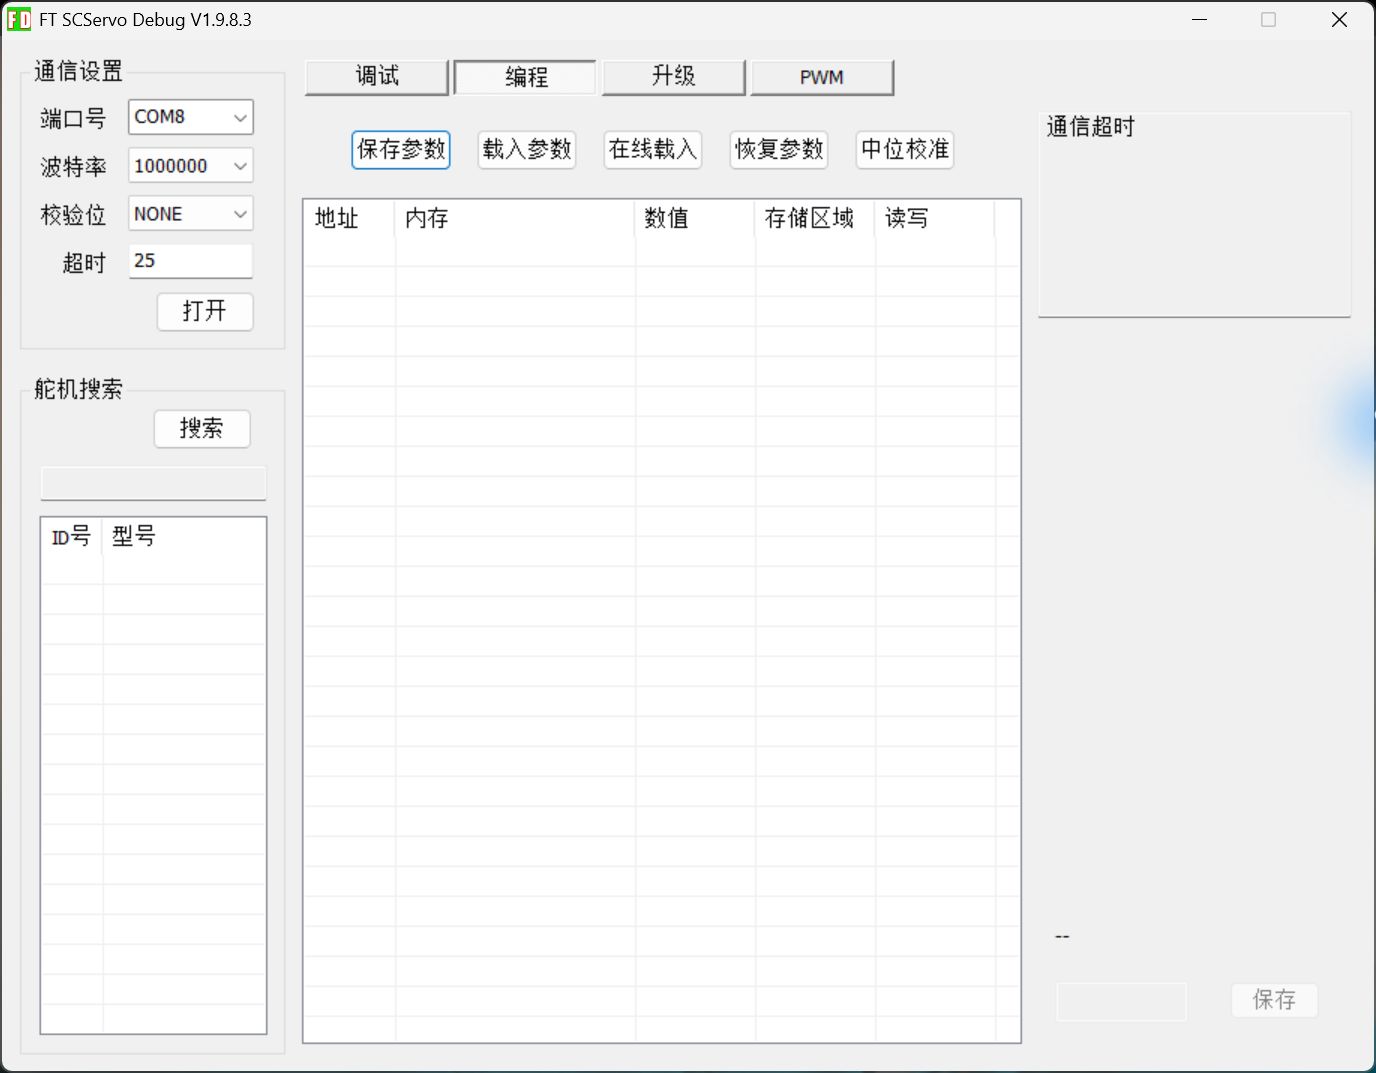 FD FT SCServo Debug V1.9.8.3
通信设置
端口号 COM8
波特率 1000000
校验位 NONE
超时 25
打开
舵机搜索
搜索
ID号 型号
调试 编程 升级 PWM
保存参数 载入参数 在线载入 恢复参数 中位校准
地址 内存 数值 存储区域 读写
通信超时
--
保存